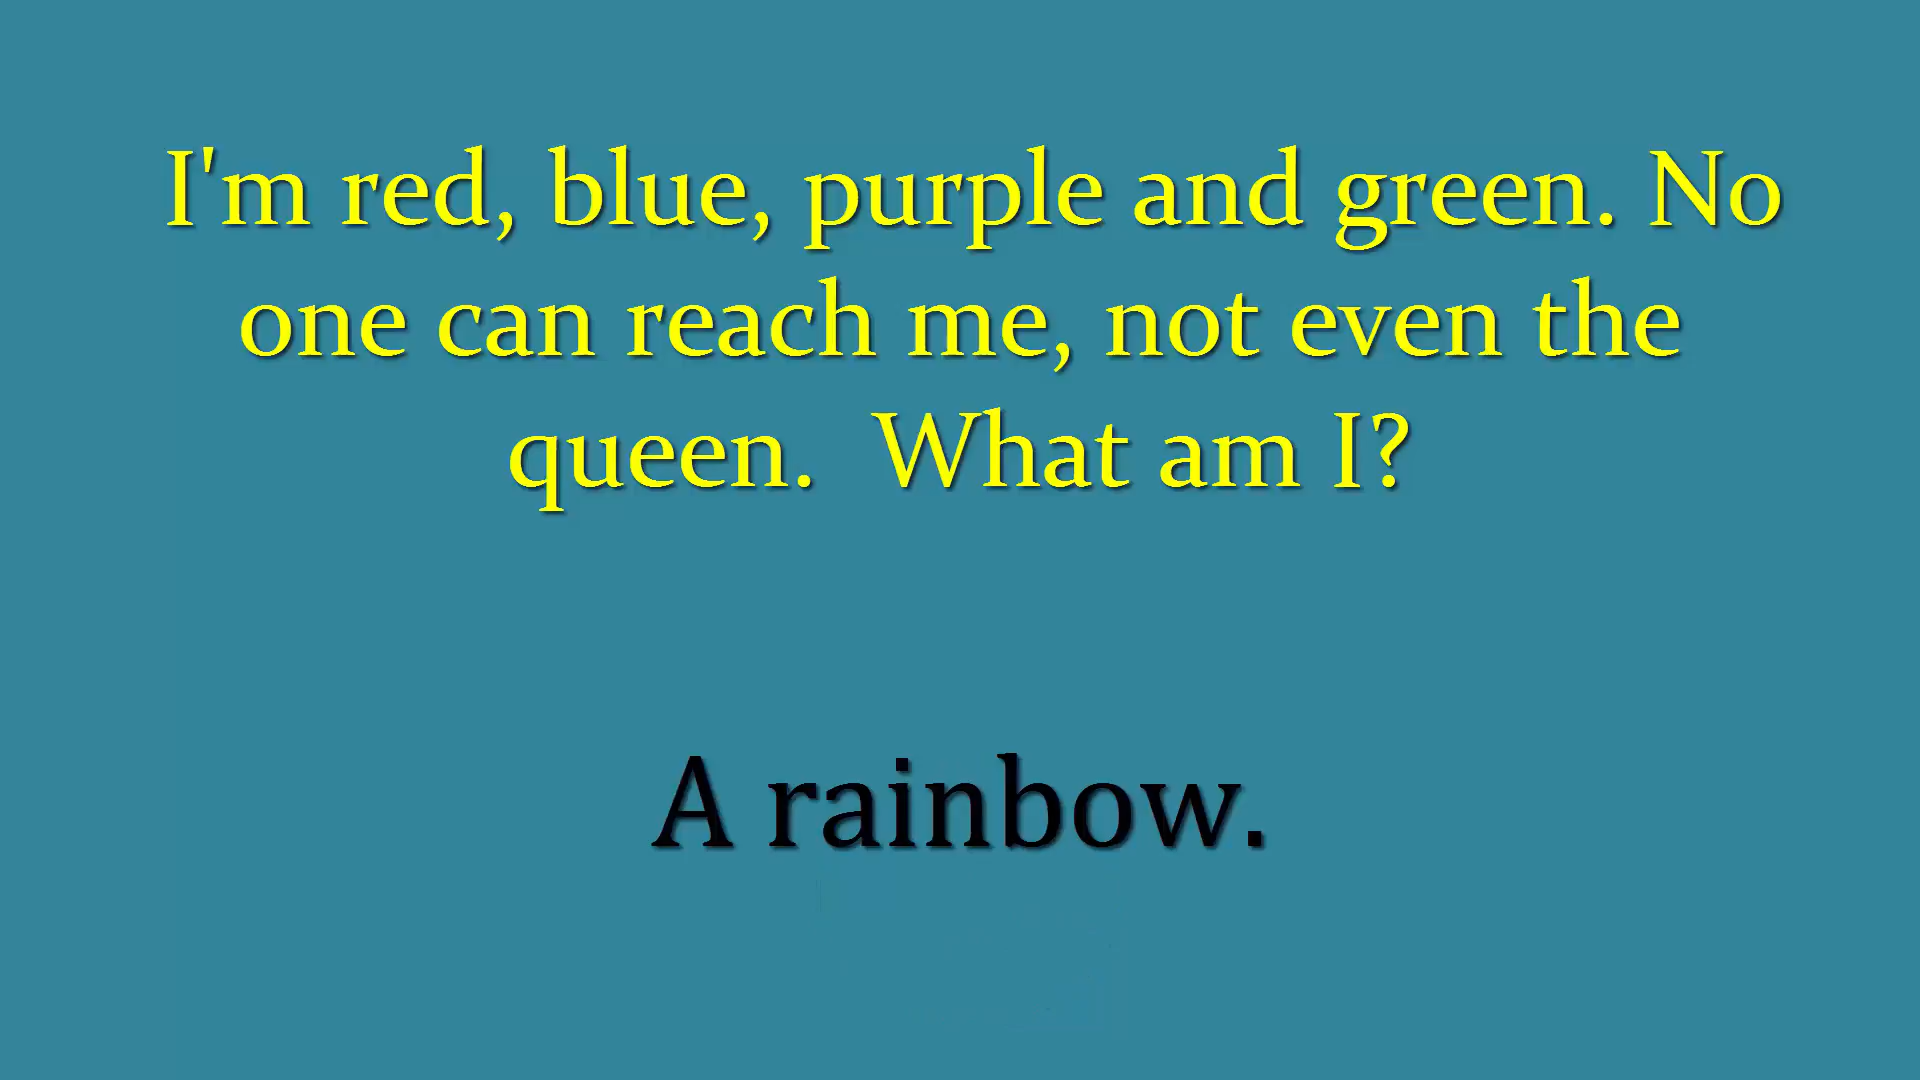 I'm red, blue, purple and green. No
one can reach me, not even the
queen.  What am I?
A rainbow.